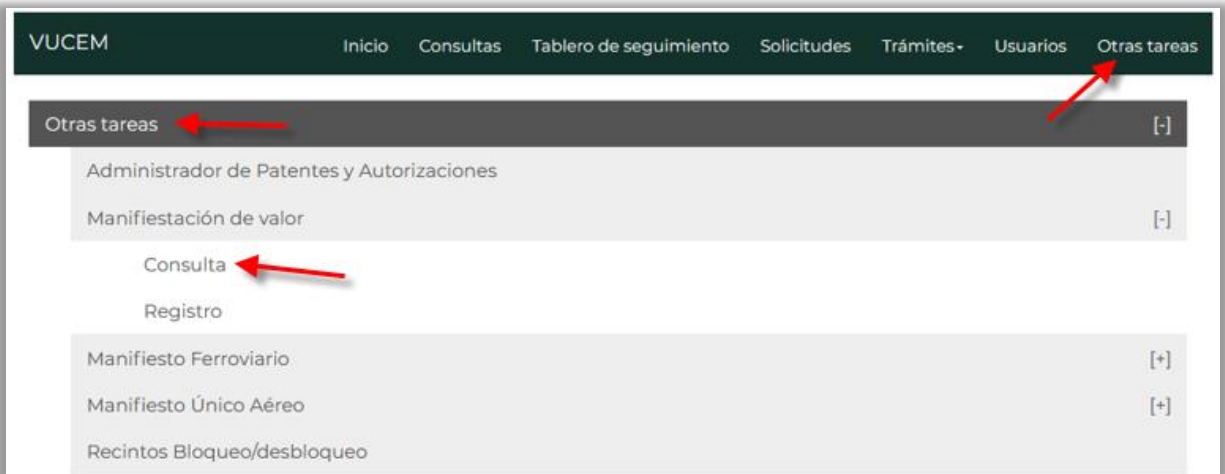 VUCEM Inicio Consultas Tablero de seguimiento Solicitudes Trámites Usuarios Otras tareas
Otras tareas [-]
Administrador de Patentes y Autorizaciones
Manifiestación de valor [-]
Consulta
Registro
Manifiesto Ferroviario [+]
Manifiesto Único Aéreo [+]
Recintos Bloqueo/desbloqueo